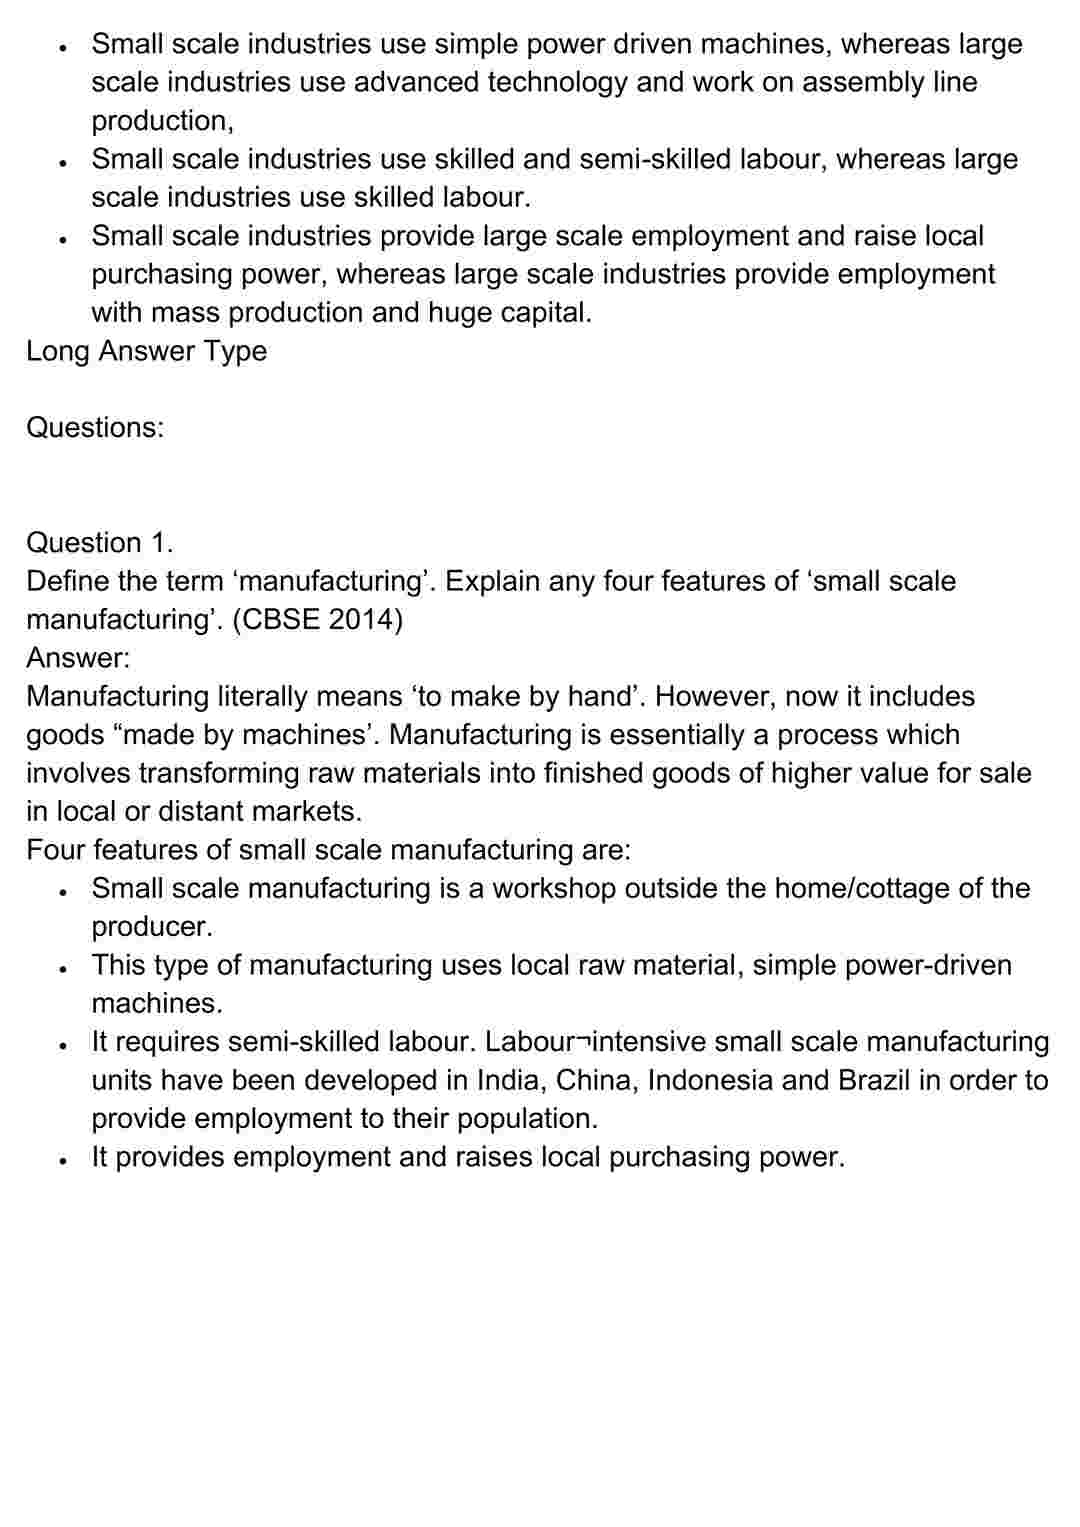 • Small scale industries use simple power driven machines, whereas large
scale industries use advanced technology and work on assembly line
production,
• Small scale industries use skilled and semi-skilled labour, whereas large
scale industries use skilled labour.
• Small scale industries provide large scale employment and raise local
purchasing power, whereas large scale industries provide employment
with mass production and huge capital.
Long Answer Type
Questions:
Question 1.
Define the term ‘manufacturing’. Explain any four features of ‘small scale
manufacturing’. (CBSE 2014)
Answer:
Manufacturing literally means ‘to make by hand’. However, now it includes
goods “made by machines’. Manufacturing is essentially a process which
involves transforming raw materials into finished goods of higher value for sale
in local or distant markets.
Four features of small scale manufacturing are:
• Small scale manufacturing is a workshop outside the home/cottage of the
producer.
• This type of manufacturing uses local raw material, simple power-driven
machines.
• It requires semi-skilled labour. Labour¬intensive small scale manufacturing
units have been developed in India, China, Indonesia and Brazil in order to
provide employment to their population.
• It provides employment and raises local purchasing power.